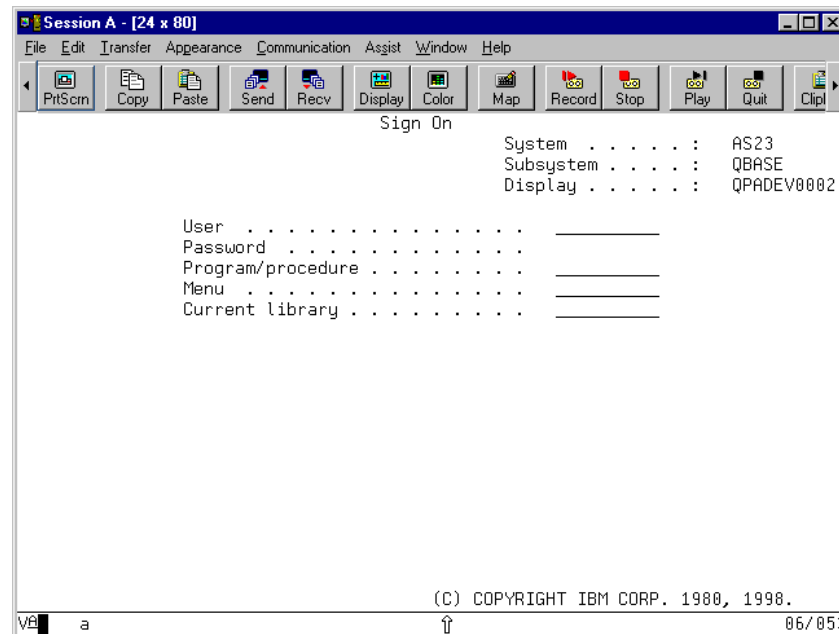 Session A - [24 x 80]
File Edit Transfer Appearance Communication Assist Window Help
PrtScrn Copy Paste Send Recv Display Color Map Record Stop Play Quit Clipl
Sign On
System . . . . . : AS23
Subsystem . . . . : QBASE
Display . . . . . : QPADEV0002
User . . . . . . . . . . . . . .
Password . . . . . . . . . . . .
Program/procedure . . . . . . . .
Menu . . . . . . . . . . . . . .
Current library . . . . . . . . .
(C) COPYRIGHT IBM CORP. 1980, 1998.
VA a 06/05